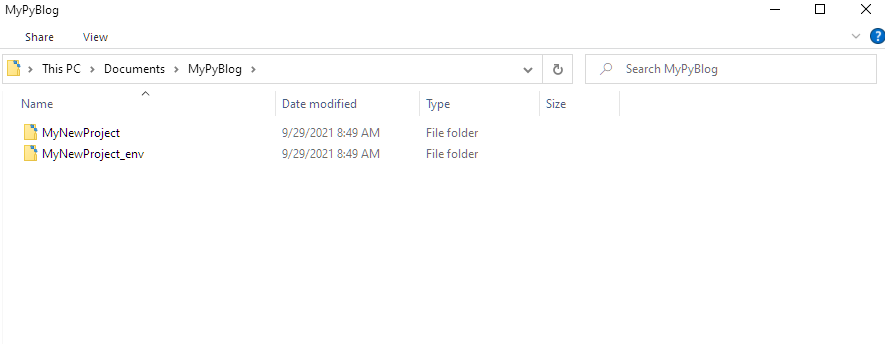 MyPyBlog
Share View
This PC Documents MyPyBlog Search MyPyBlog
Name Date modified Type Size
MyNewProject 9/29/2021 8:49 AM File folder
MyNewProject_env 9/29/2021 8:49 AM File folder